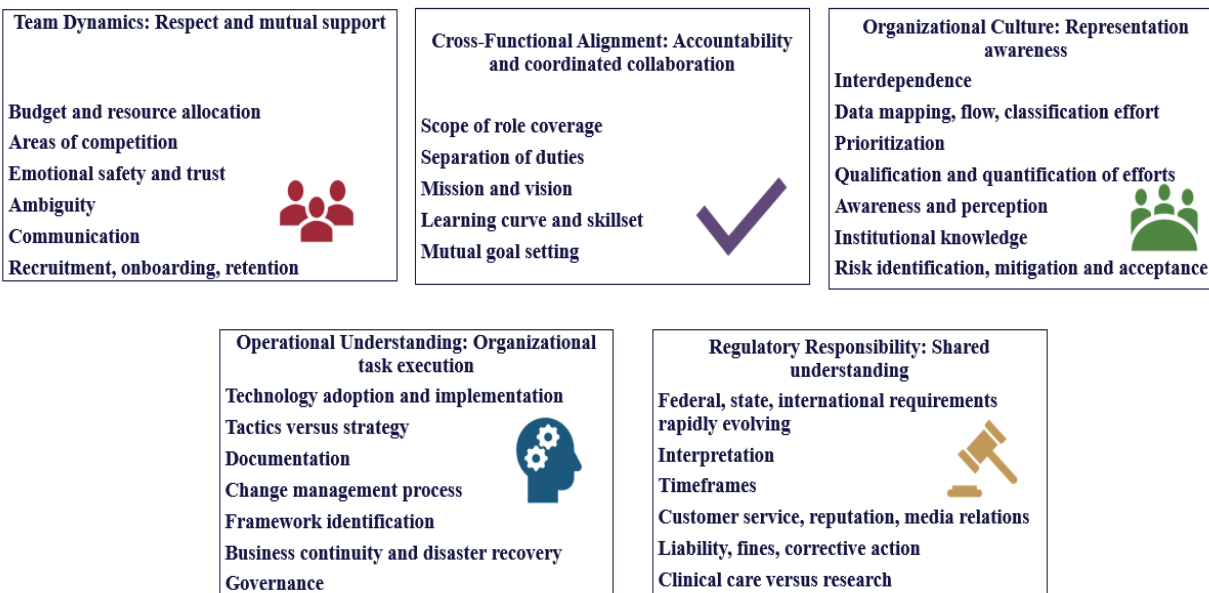 Team Dynamics: Respect and mutual support
Budget and resource allocation
Areas of competition
Emotional safety and trust
Ambiguity
Communication
Recruitment, onboarding, retention
Cross-Functional Alignment: Accountability
and coordinated collaboration
Scope of role coverage
Separation of duties
Mission and vision
Learning curve and skillset
Mutual goal setting
Organizational Culture: Representation
awareness
Interdependence
Data mapping, flow, classification effort
Prioritization
Qualification and quantification of efforts
Awareness and perception
Institutional knowledge
Risk identification, mitigation and acceptance
Operational Understanding: Organizational
task execution
Technology adoption and implementation
Tactics versus strategy
Documentation
Change management process
Framework identification
Business continuity and disaster recovery
Governance
Regulatory Responsibility: Shared
understanding
Federal, state, international requirements
rapidly evolving
Interpretation
Timeframes
Customer service, reputation, media relations
Liability, fines, corrective action
Clinical care versus research